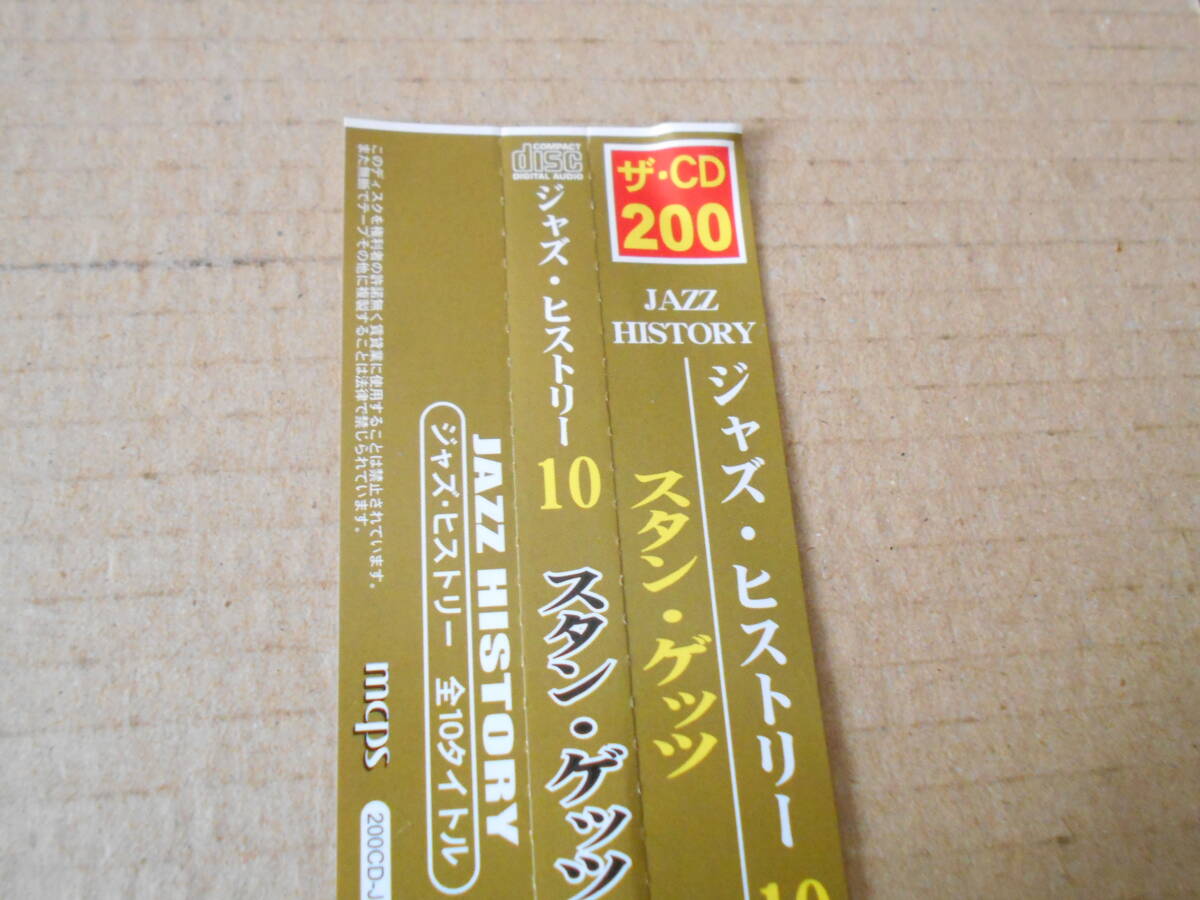 ザ・CD
200
JAZZ
HISTORY
ジャズ・ヒストリー 10
スタン・ゲッツ
COMPACT
disc
DIGITAL AUDIO
ジャズ・ヒストリー 10 スタン・ゲッツ
JAZZ HISTORY
ジャズ・ヒストリー 全10タイトル
このディスクを権利者の許諾無く賃貸業に使用することは禁止されています。
また無断でテープその他に複製することは法律で禁じられています。
mcps
200CD-J